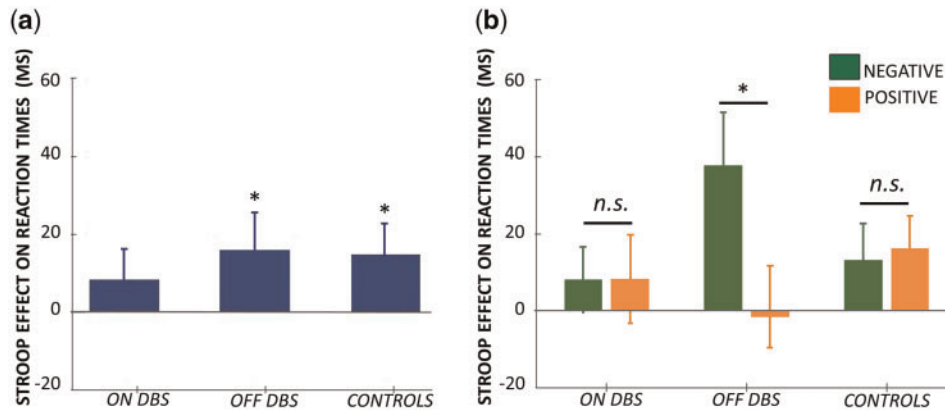 (a)
STROOP EFFECT ON REACTION TIMES (MS)
60
40
20
0
-20
*
*
ON DBS
OFF DBS
CONTROLS
(b)
STROOP EFFECT ON REACTION TIMES (MS)
60
40
20
0
-20
NEGATIVE
POSITIVE
n.s.
*
n.s.
ON DBS
OFF DBS
CONTROLS